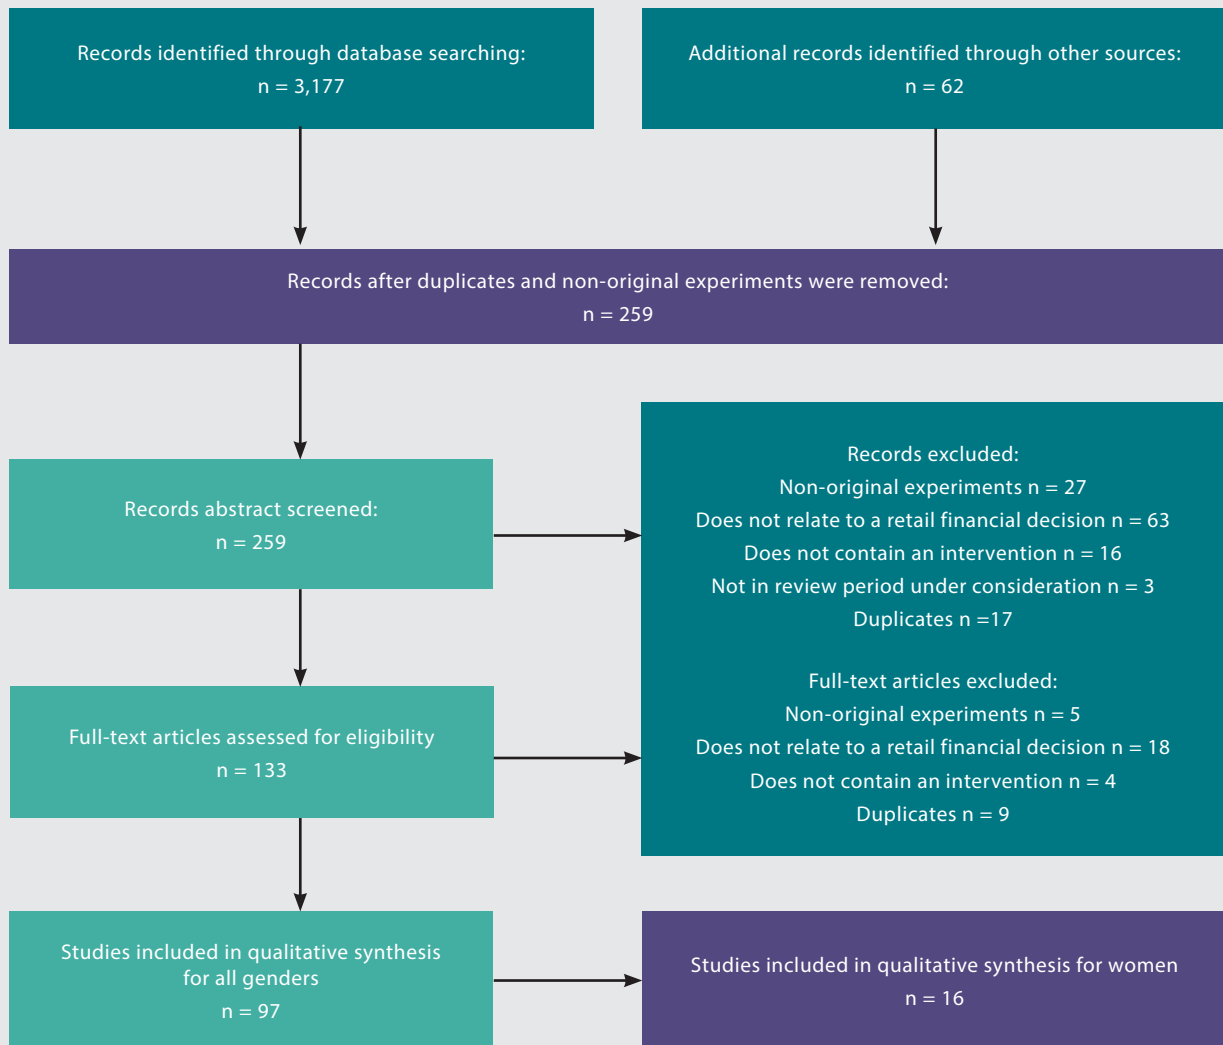 Records identified through database searching:
n = 3,177
Additional records identified through other sources:
n = 62
Records after duplicates and non-original experiments were removed:
n = 259
Records abstract screened:
n = 259
Records excluded:
Non-original experiments n = 27
Does not relate to a retail financial decision n = 63
Does not contain an intervention n = 16
Not in review period under consideration n = 3
Duplicates n =17
Full-text articles assessed for eligibility
n = 133
Full-text articles excluded:
Non-original experiments n = 5
Does not relate to a retail financial decision n = 18
Does not contain an intervention n = 4
Duplicates n = 9
Studies included in qualitative synthesis
for all genders
n = 97
Studies included in qualitative synthesis for women
n = 16